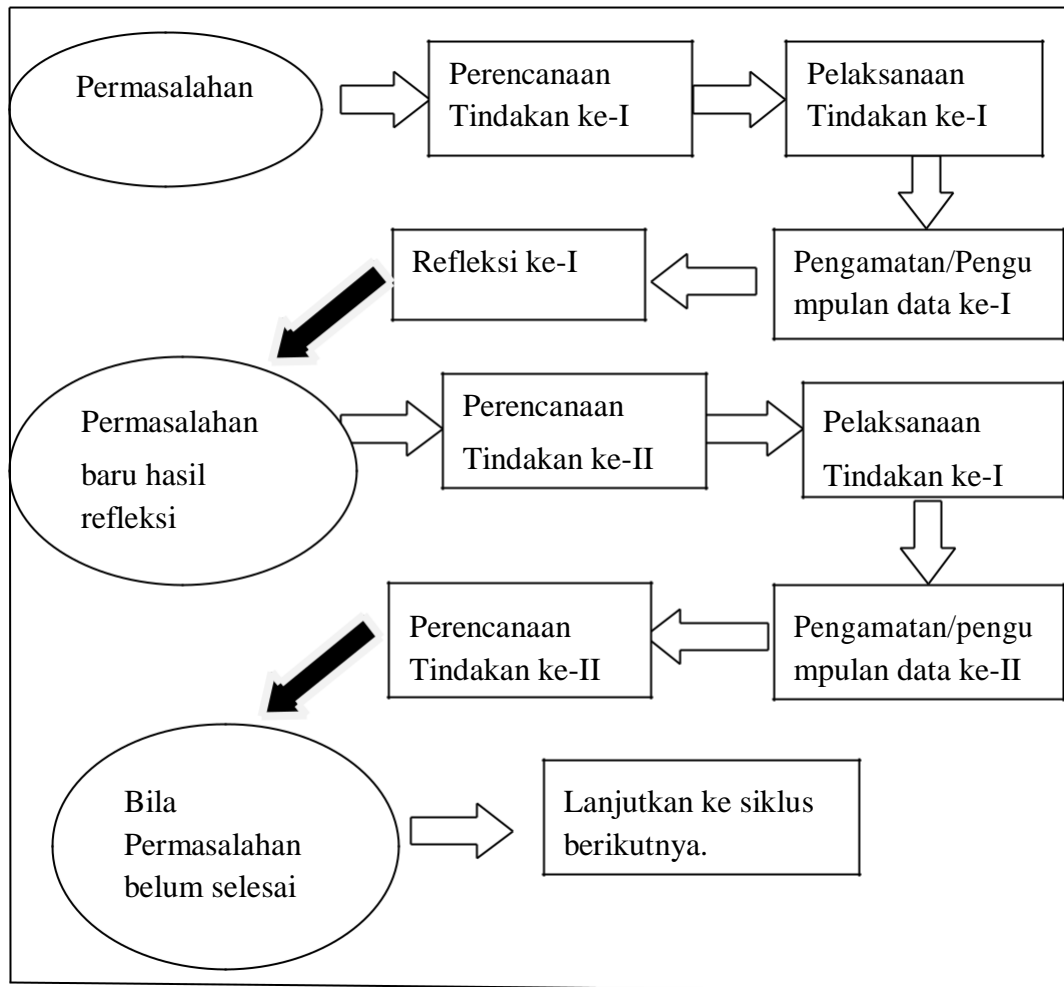 Permasalahan
Perencanaan
Tindakan ke-I
Pelaksanaan
Tindakan ke-I
Refleksi ke-I
Pengamatan/Pengu
mpulan data ke-I
Permasalahan
baru hasil
refleksi
Perencanaan
Tindakan ke-II
Pelaksanaan
Tindakan ke-I
Perencanaan
Tindakan ke-II
Pengamatan/pengu
mpulan data ke-II
Bila
Permasalahan
belum selesai
Lanjutkan ke siklus
berikutnya.